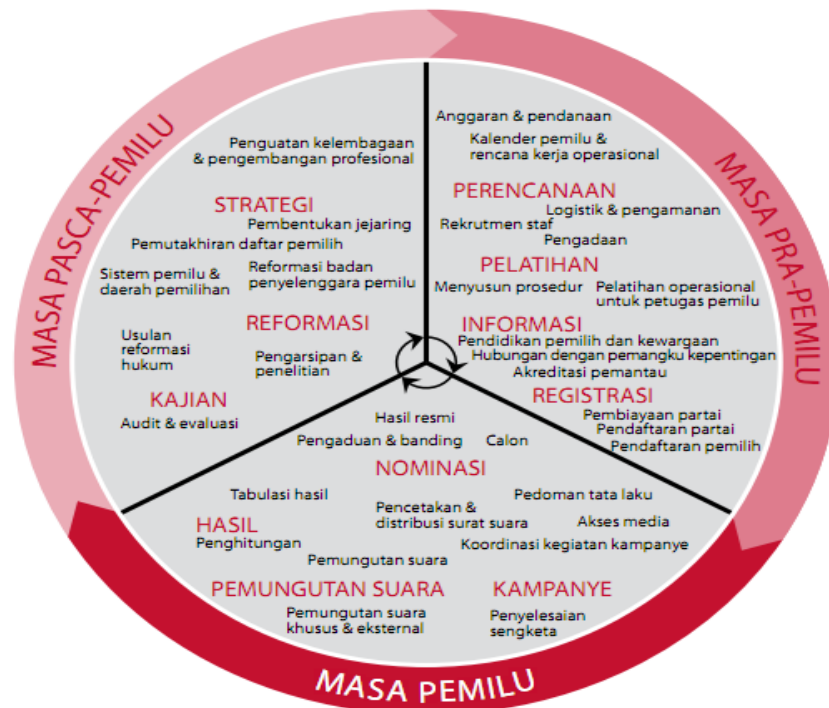 MASA PASCA-PEMILU
Penguatan kelembagaan
& pengembangan profesional
STRATEGI
Pembentukan jejaring
Pemutakhiran daftar pemilih
Sistem pemilu &
daerah pemilihan
Reformasi badan
penyelenggara pemilu
REFORMASI
Usulan
reformasi
hukum
Pengarsipan &
penelitian
KAJIAN
Audit & evaluasi
MASA PRA-PEMILU
Anggaran & pendanaan
Kalender pemilu &
rencana kerja operasional
PERENCANAAN
Logistik & pengamanan
Rekrutmen staf
Pengadaan
PELATIHAN
Menyusun prosedur
Pelatihan operasional
untuk petugas pemilu
INFORMASI
Pendidikan pemilih dan kewargaan
Hubungan dengan pemangku kepentingan
Akreditasi pemantau
REGISTRASI
Pembiayaan partai
Pendaftaran partai
Pendaftaran pemilih
Hasil resmi
Pengaduan & banding
Calon
NOMINASI
Tabulasi hasil
Pencetakan &
distribusi surat suara
Pedoman tata laku
Akses media
HASIL
Penghitungan
Koordinasi kegiatan kampanye
Pemungutan suara
PEMUNGUTAN SUARA
Pemungutan suara
khusus & eksternal
KAMPANYE
Penyelesaian
sengketa
MASA PEMILU